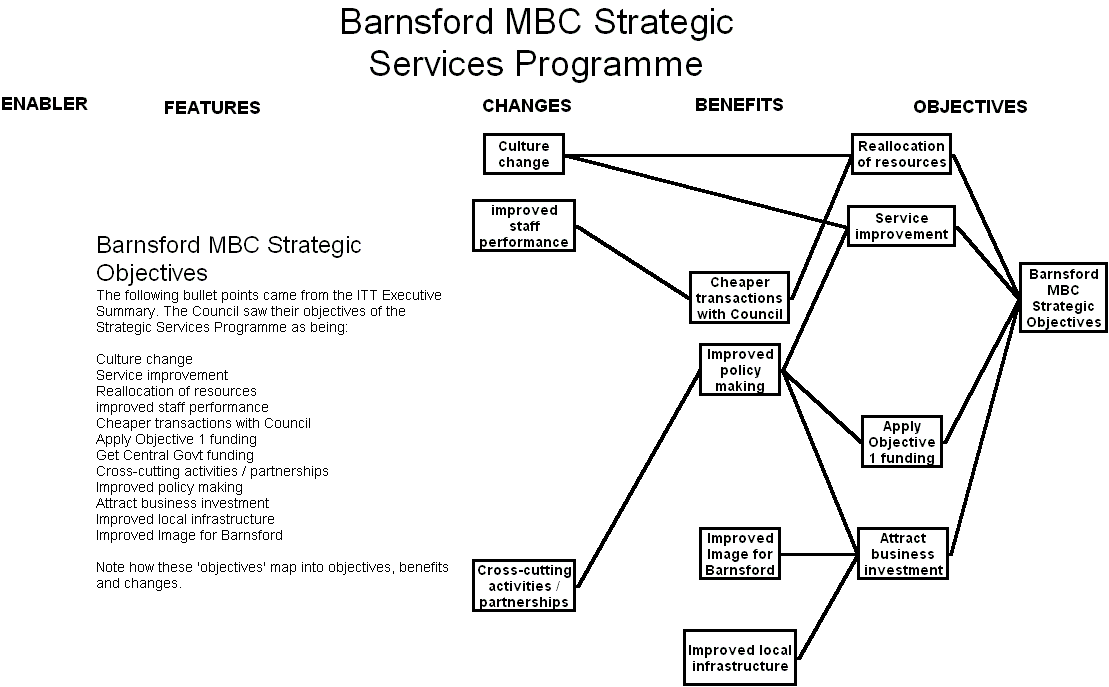 Barnsford MBC Strategic
Services Programme
ENABLER
FEATURES
CHANGES
BENEFITS
OBJECTIVES
Culture
change
Reallocation
of resources
improved
staff
performance
Service
improvement
Barnsford MBC Strategic
Objectives
The following bullet points came from the ITT Executive
Summary. The Council saw their objectives of the
Strategic Services Programme as being:
Culture change
Service improvement
Reallocation of resources
improved staff performance
Cheaper transactions with Council
Apply Objective 1 funding
Get Central Govt funding
Cross-cutting activities / partnerships
Improved policy making
Attract business investment
Improved local infrastructure
Improved Image for Barnsford
Note how these 'objectives' map into objectives, benefits
and changes.
Cheaper
transactions
with Council
Barnsford
MBC
Strategic
Objectives
Improved
policy
making
Apply
Objective
1 funding
Improved
Image for
Barnsford
Attract
business
investment
Cross-cutting
activities /
partnerships
Improved local
infrastructure